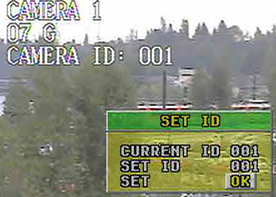 CAMERA 1
07 G
CAMERA ID: 001
SET ID
CURRENT ID 001
SET ID 001
SET OK